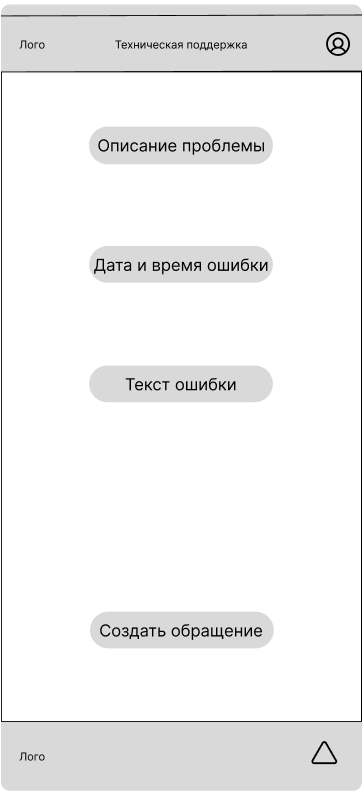 Лого
Техническая поддержка
Описание проблемы
Дата и время ошибки
Текст ошибки
Создать обращение
Лого